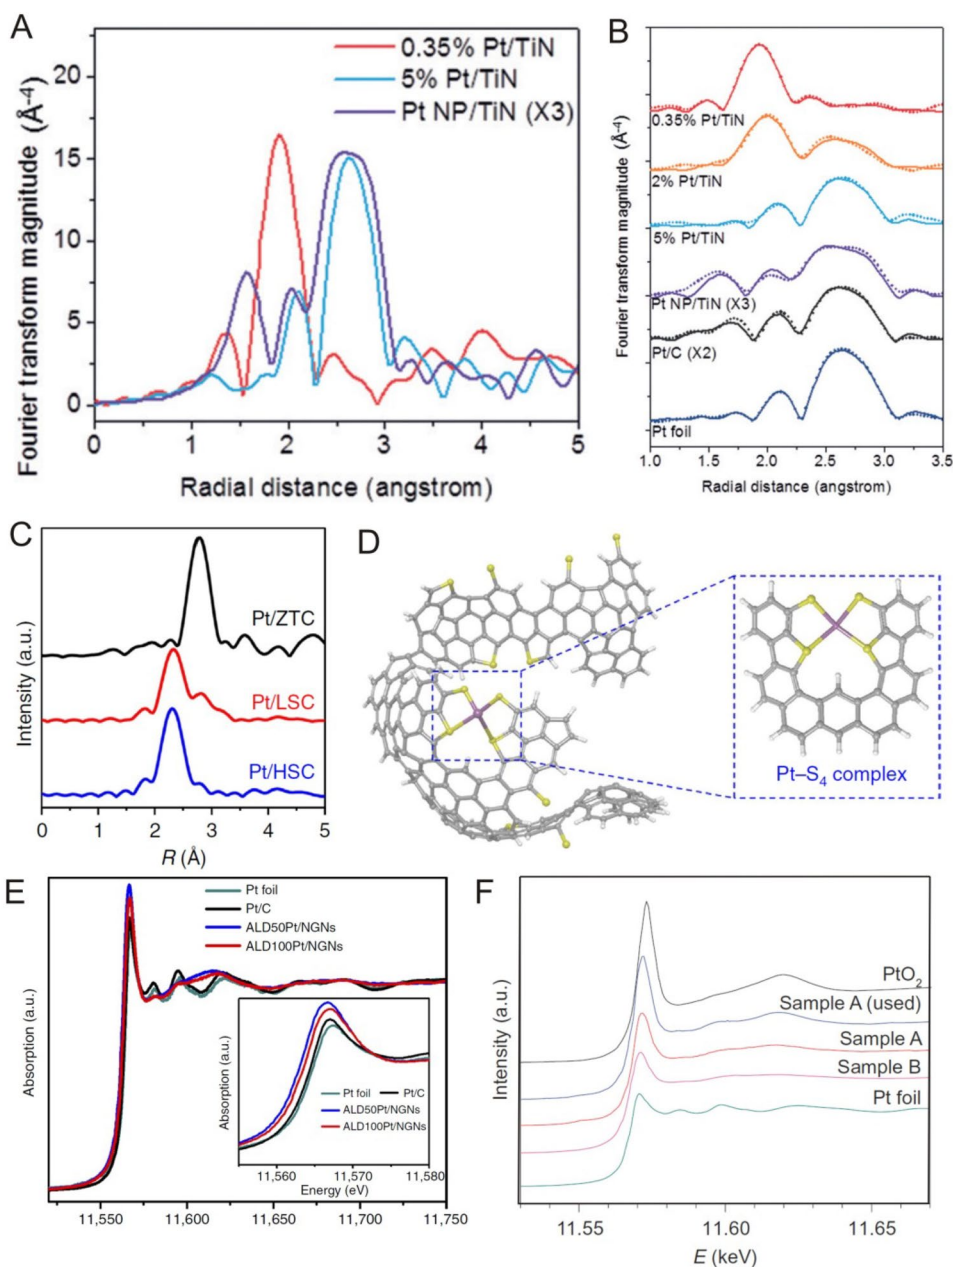 A
0.35% Pt/TiN
5% Pt/TiN
Pt NP/TiN (X3)
Fourier transform magnitude (Å⁻⁴)
20
15
10
5
0
0 1 2 3 4 5
Radial distance (angstrom)
B
Fourier transform magnitude (Å⁻⁴)
0.35% Pt/TiN
2% Pt/TiN
5% Pt/TiN
Pt NP/TiN (X3)
Pt/C (X2)
Pt foil
1.0 1.5 2.0 2.5 3.0 3.5
Radial distance (angstrom)
C
Intensity (a.u.)
Pt/ZTC
Pt/LSC
Pt/HSC
0 1 2 3 4 5
R (Å)
D
Pt–S₄ complex
E
Pt foil
Pt/C
ALD50Pt/NGNs
ALD100Pt/NGNs
Absorption (a.u.)
Absorption (a.u.)
Pt foil Pt/C
ALD50Pt/NGNs
ALD100Pt/NGNs
11,560 11,570 11,580
Energy (eV)
11,550 11,600 11,650 11,700 11,750
F
Intensity (a.u.)
PtO₂
Sample A (used)
Sample A
Sample B
Pt foil
11.55 11.60 11.65
E (keV)